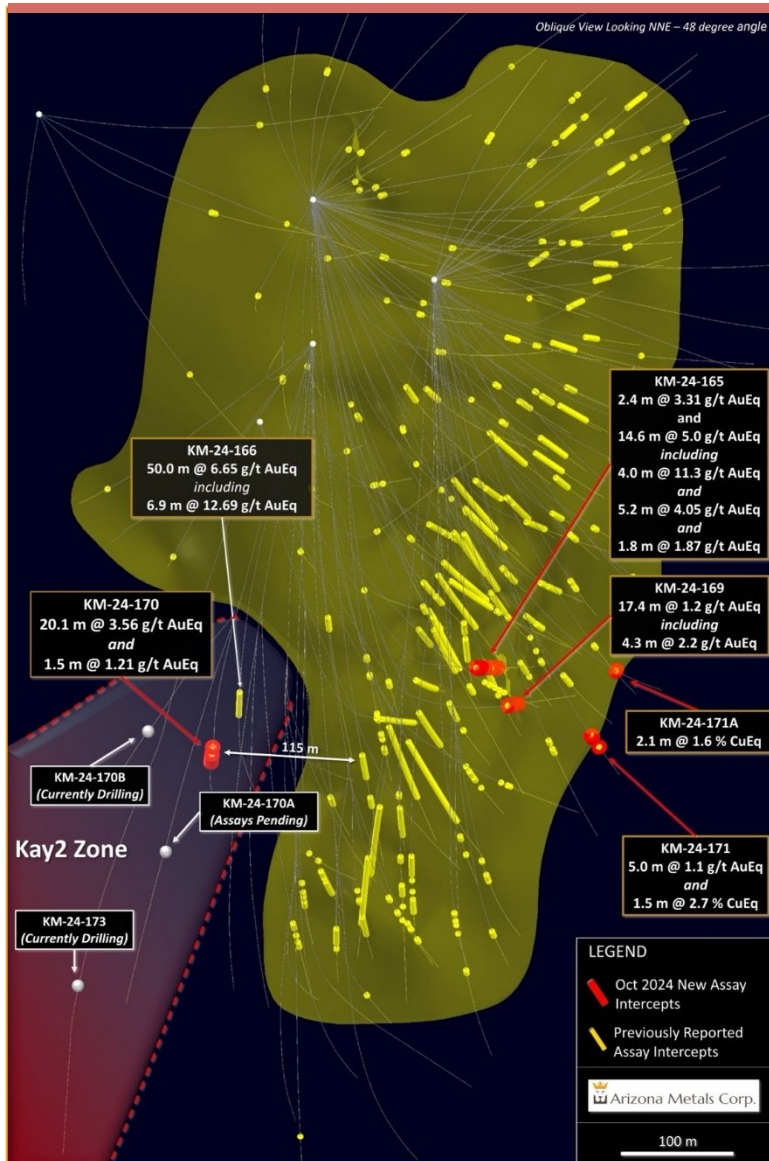 Oblique View Looking NNE – 48 degree angle
KM-24-165
2.4 m @ 3.31 g/t AuEq
and
14.6 m @ 5.0 g/t AuEq
including
4.0 m @ 11.3 g/t AuEq
and
5.2 m @ 4.05 g/t AuEq
and
1.8 m @ 1.87 g/t AuEq
KM-24-166
50.0 m @ 6.65 g/t AuEq
including
6.9 m @ 12.69 g/t AuEq
KM-24-169
17.4 m @ 1.2 g/t AuEq
including
4.3 m @ 2.2 g/t AuEq
KM-24-170
20.1 m @ 3.56 g/t AuEq
and
1.5 m @ 1.21 g/t AuEq
KM-24-171A
2.1 m @ 1.6 % CuEq
115 m
KM-24-170B
(Currently Drilling)
KM-24-170A
(Assays Pending)
Kay2 Zone
KM-24-171
5.0 m @ 1.1 g/t AuEq
and
1.5 m @ 2.7 % CuEq
KM-24-173
(Currently Drilling)
LEGEND
Oct 2024 New Assay
Intercepts
Previously Reported
Assay Intercepts
Arizona Metals Corp.
100 m